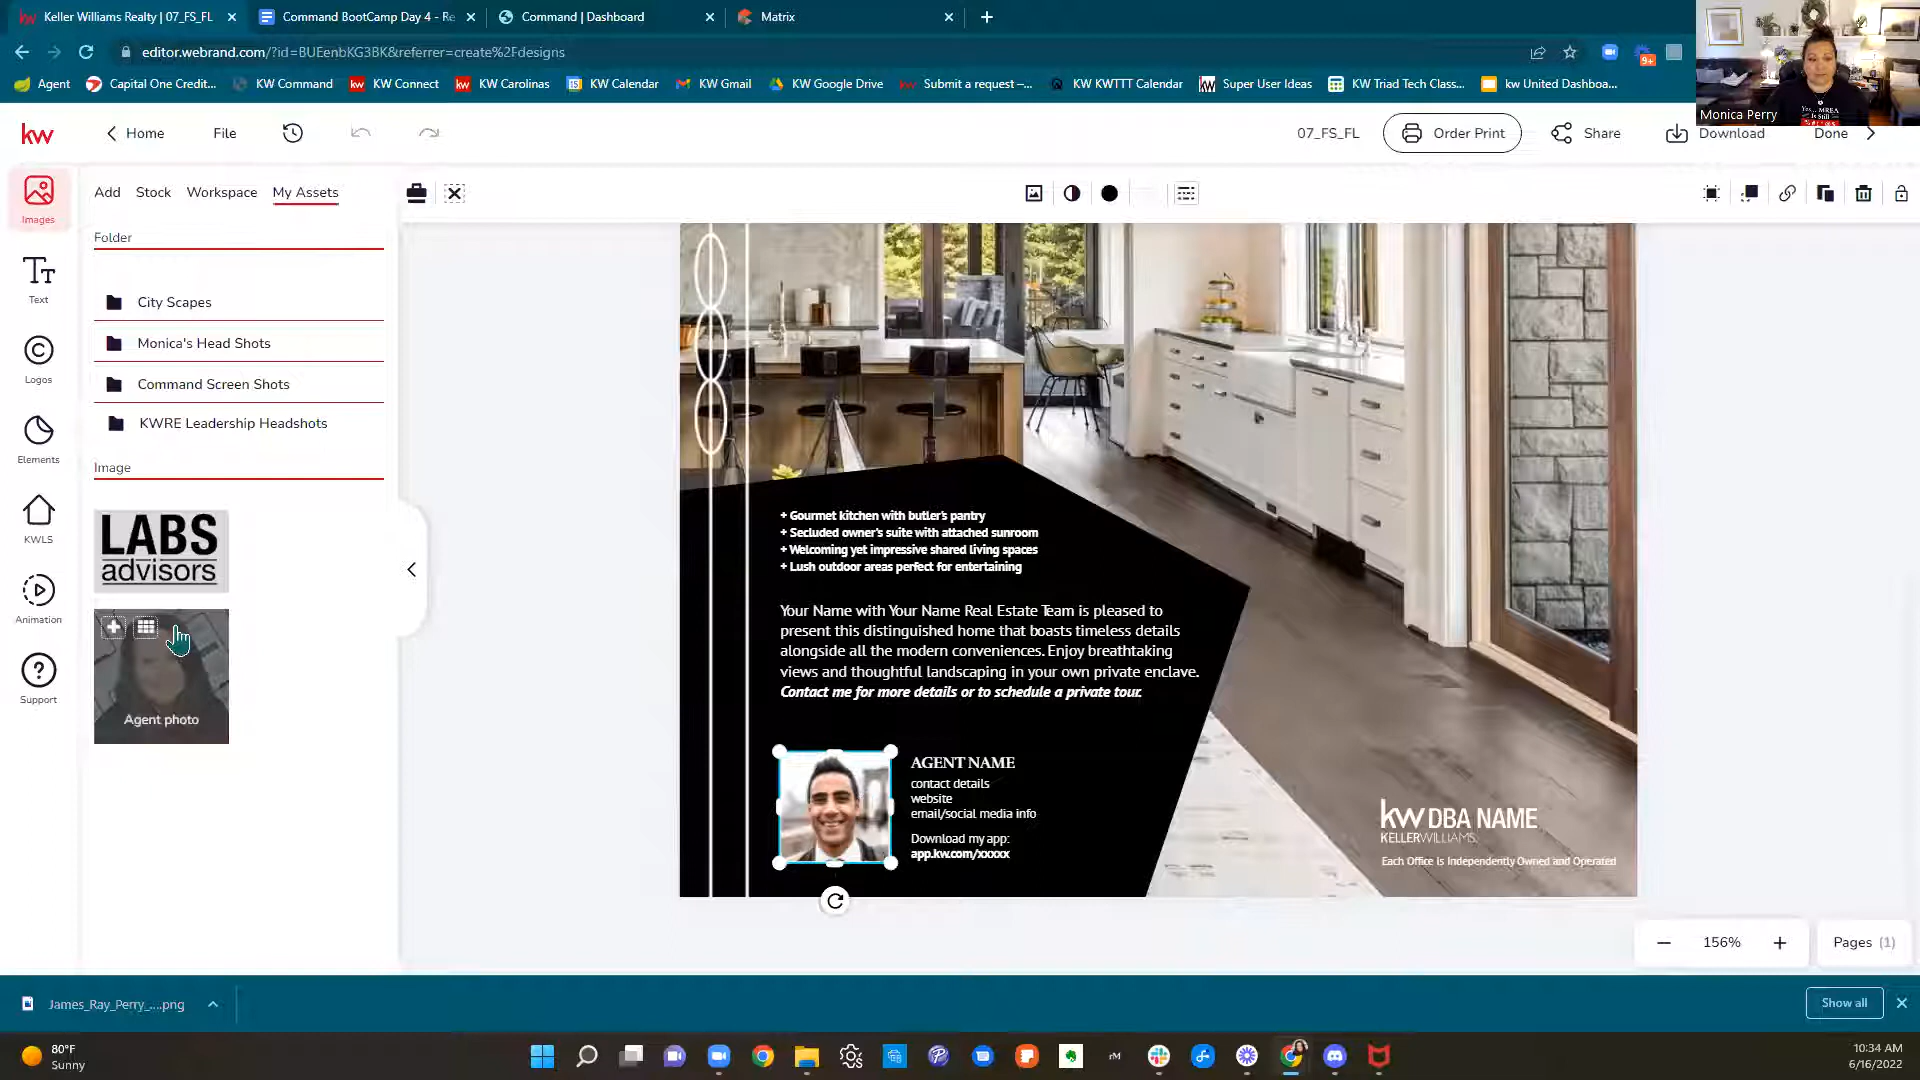 Keller Williams Realty | 07_FS_FL
Command BootCamp Day 4 - Re
Command | Dashboard
Matrix
editor.webrand.com/?id=BUEenbKG3BK&referrer=create%2Fdesigns
9+
Agent
Capital One Credit...
KW Command
KW Connect
KW Carolinas
KW Calendar
KW Gmail
KW Google Drive
Submit a request –...
KW KWTTT Calendar
Super User Ideas
KW Triad Tech Class...
kw United Dashboa...
Yes... MREA
Is Still
Monica Perry
kw
Home
File
07_FS_FL
Order Print
Share
Download
Done
Images
Text
Logos
Elements
KWLS
Animation
Support
Add
Stock
Workspace
My Assets
Folder
City Scapes
Monica's Head Shots
Command Screen Shots
KWRE Leadership Headshots
Image
LABS
advisors
Agent photo
+ Gourmet kitchen with butler's pantry
+ Secluded owner's suite with attached sunroom
+ Welcoming yet impressive shared living spaces
+ Lush outdoor areas perfect for entertaining
Your Name with Your Name Real Estate Team is pleased to
present this distinguished home that boasts timeless details
alongside all the modern conveniences. Enjoy breathtaking
views and thoughtful landscaping in your own private enclave.
Contact me for more details or to schedule a private tour.
AGENT NAME
contact details
website
email/social media info
Download my app:
app.kw.com/xxxxx
kw DBA NAME
KELLERWILLIAMS.
Each Office is Independently Owned and Operated
156%
Pages (1)
James_Ray_Perry_....png
Show all
80°F
Sunny
rM
10:34 AM
6/16/2022